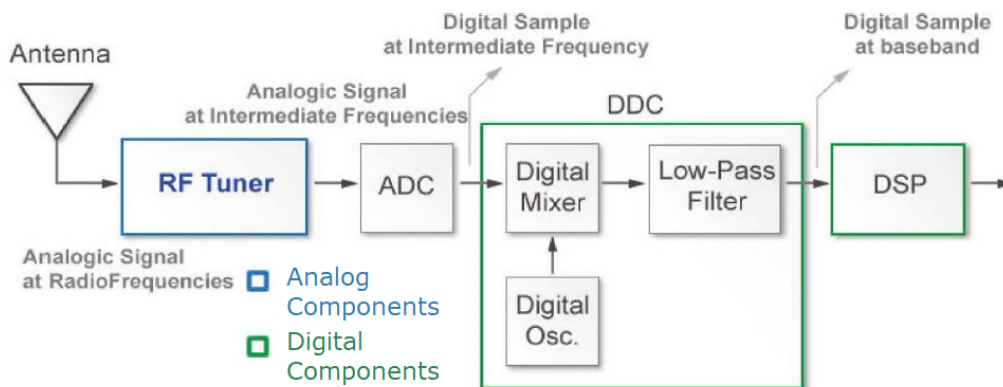 Digital Sample
at Intermediate Frequency
Digital Sample
at baseband
Antenna
Analogic Signal
at Intermediate Frequencies
DDC
RF Tuner
ADC
Digital
Mixer
Low-Pass
Filter
DSP
Analogic Signal
at RadioFrequencies
Analog
Components
Digital
Osc.
Digital
Components